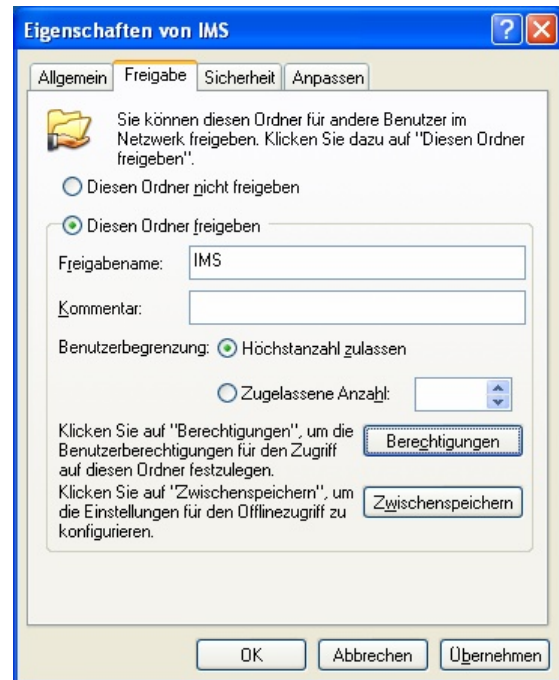 Eigenschaften von IMS
Allgemein Freigabe Sicherheit Anpassen
Sie können diesen Ordner für andere Benutzer im
Netzwerk freigeben. Klicken Sie dazu auf "Diesen Ordner
freigeben".
Diesen Ordner nicht freigeben
Diesen Ordner freigeben
Freigabename: IMS
Kommentar:
Benutzerbegrenzung: Höchstanzahl zulassen
Zugelassene Anzahl:
Klicken Sie auf "Berechtigungen", um die
Benutzerberechtigungen für den Zugriff
auf diesen Ordner festzulegen.
Berechtigungen
Klicken Sie auf "Zwischenspeichern", um
die Einstellungen für den Offlinezugriff zu
konfigurieren.
Zwischenspeichern
OK Abbrechen Übernehmen